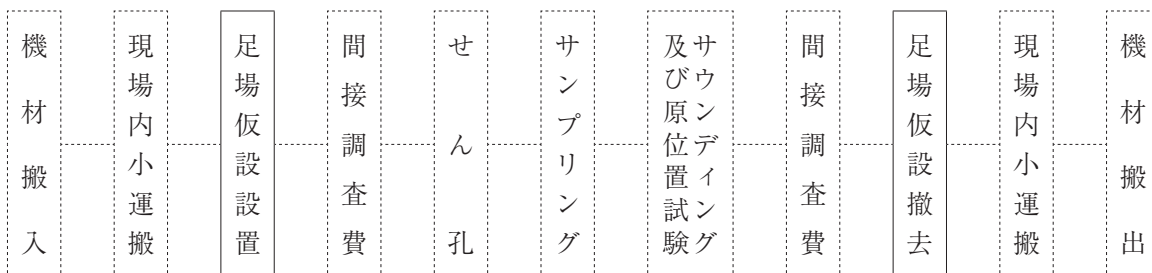 機材搬入
現場内小運搬
足場仮設設置
間接調査費
せん孔
サンプリング
サウンディング
及び原位置試験
間接調査費
足場仮設撤去
現場内小運搬
機材搬出